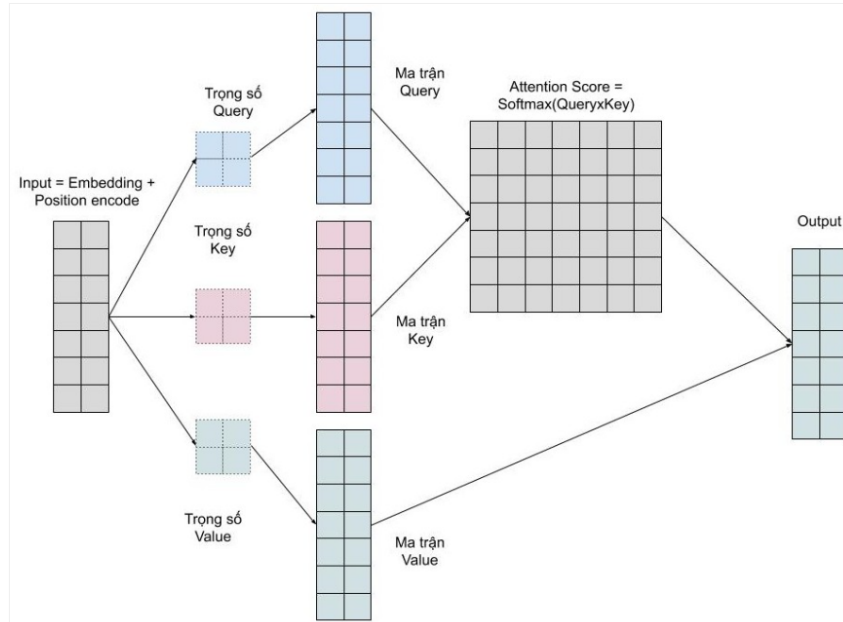 Input = Embedding +
Position encode
Trọng số
Query
Trọng số
Key
Trọng số
Value
Ma trận
Query
Ma trận
Key
Ma trận
Value
Attention Score =
Softmax(QueryxKey)
Output